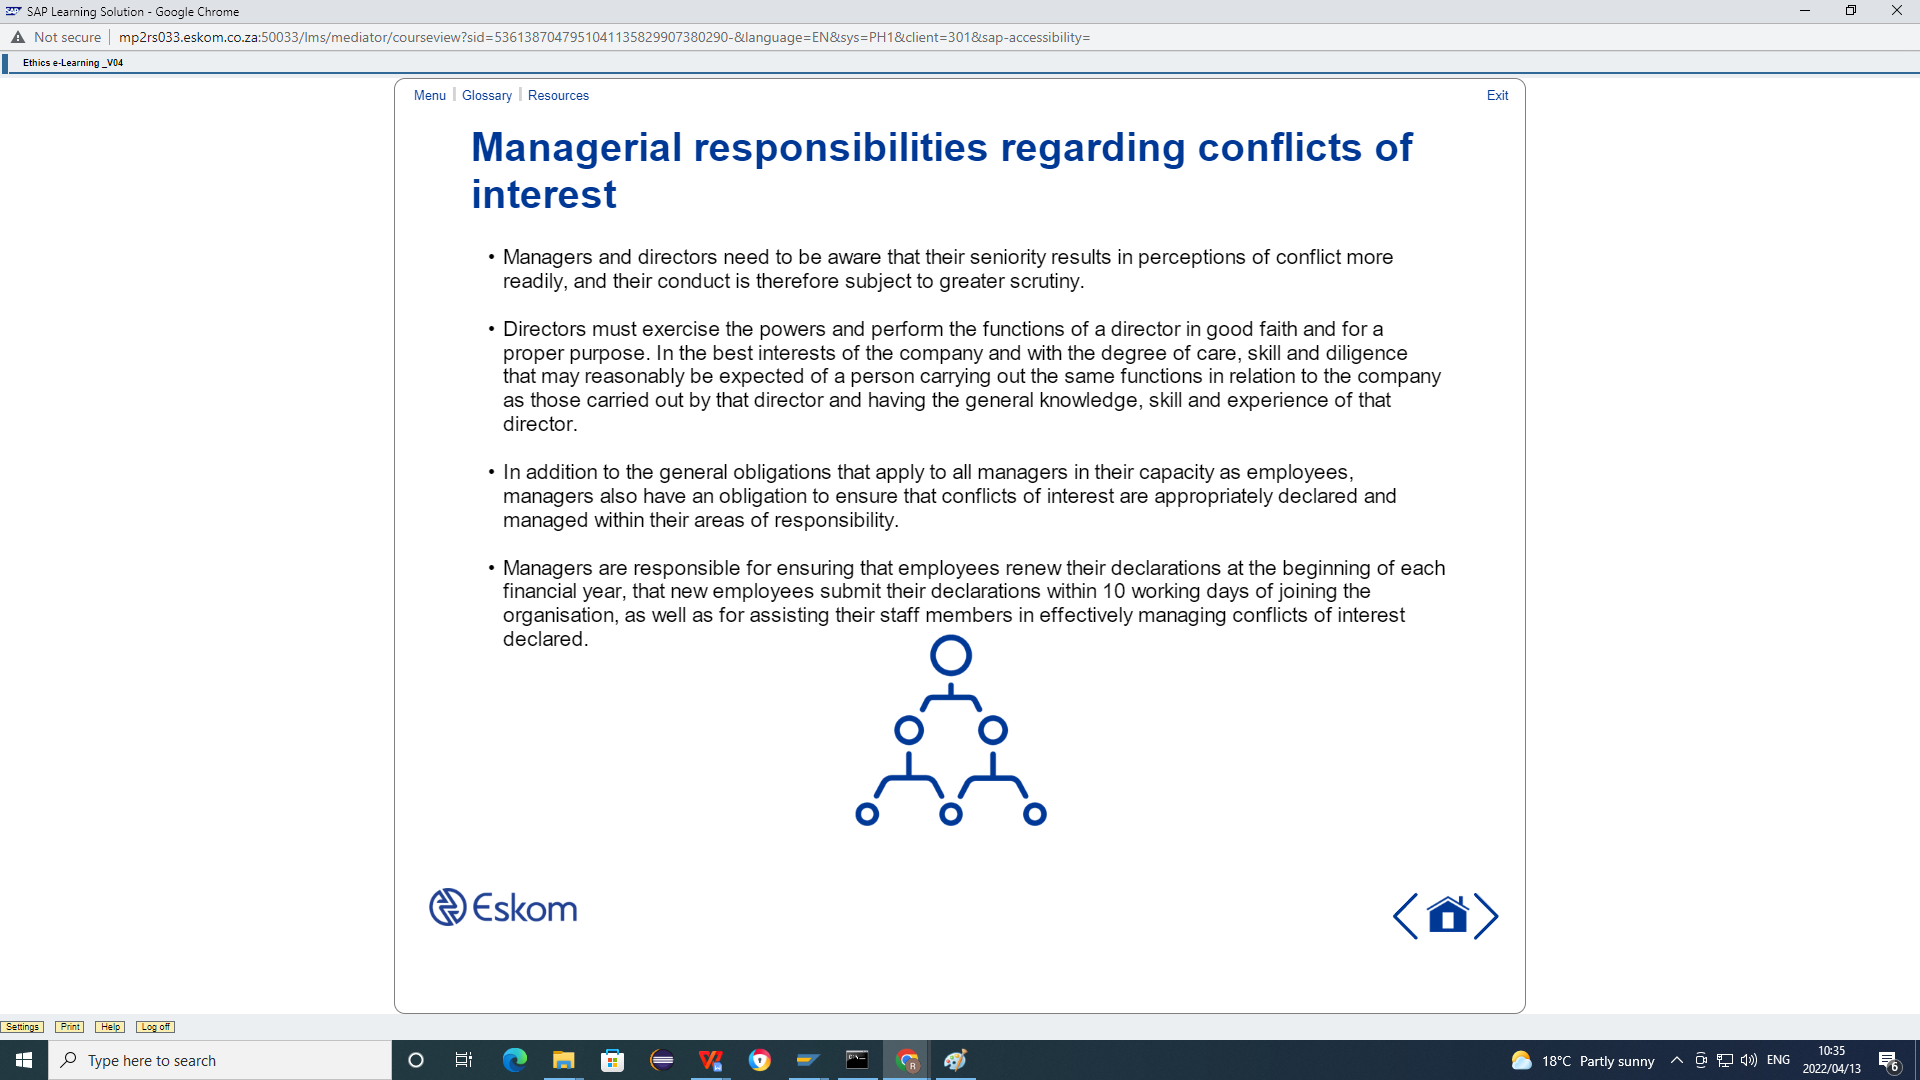 SAP Learning Solution - Google Chrome
Not secure
mp2rs033.eskom.co.za:50033/lms/mediator/courseview?sid=53613870479510411358299073802​90-&language=EN&sys=PH1&client=301&sap-accessibility=
Ethics e-Learning _V04
Menu Glossary Resources Exit
Managerial responsibilities regarding conflicts of
interest
• Managers and directors need to be aware that their seniority results in perceptions of conflict more
readily, and their conduct is therefore subject to greater scrutiny.
• Directors must exercise the powers and perform the functions of a director in good faith and for a
proper purpose. In the best interests of the company and with the degree of care, skill and diligence
that may reasonably be expected of a person carrying out the same functions in relation to the company
as those carried out by that director and having the general knowledge, skill and experience of that
director.
• In addition to the general obligations that apply to all managers in their capacity as employees,
managers also have an obligation to ensure that conflicts of interest are appropriately declared and
managed within their areas of responsibility.
• Managers are responsible for ensuring that employees renew their declarations at the beginning of each
financial year, that new employees submit their declarations within 10 working days of joining the
organisation, as well as for assisting their staff members in effectively managing conflicts of interest
declared.
Eskom
Settings Print Help Log off
Type here to search
18°C Partly sunny
ENG
10:35
2022/04/13
6